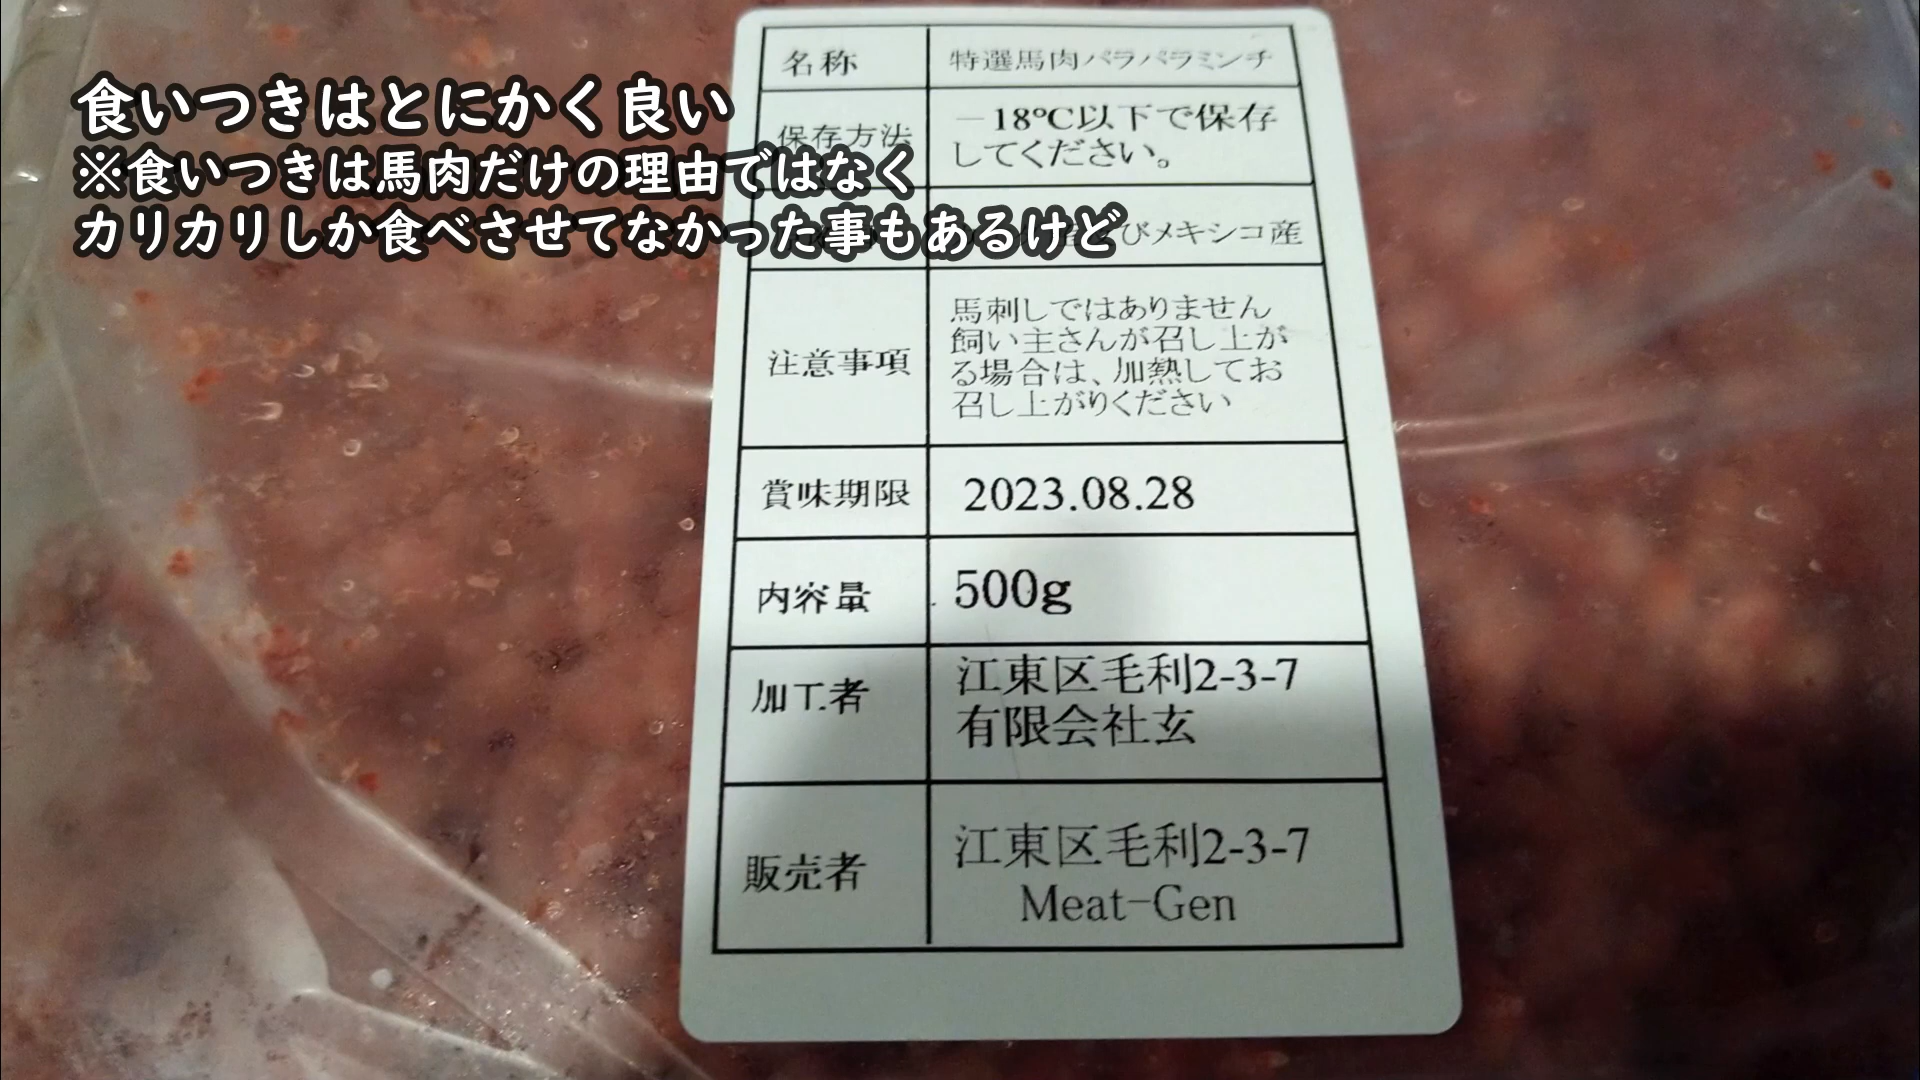 食いつきはとにかく良い
※食いつきは馬肉だけの理由ではなく
カリカリしか食べさせてなかった事もあるけど
名称
特選馬肉パラパラミンチ
保存方法
－18℃以下で保存
してください。
びメキシコ産
注意事項
馬刺しではありません
飼い主さんが召し上が
る場合は、加熱してお
召し上がりください
賞味期限
2023.08.28
内容量
500g
加工者
江東区毛利2-3-7
有限会社玄
販売者
江東区毛利2-3-7
Meat-Gen